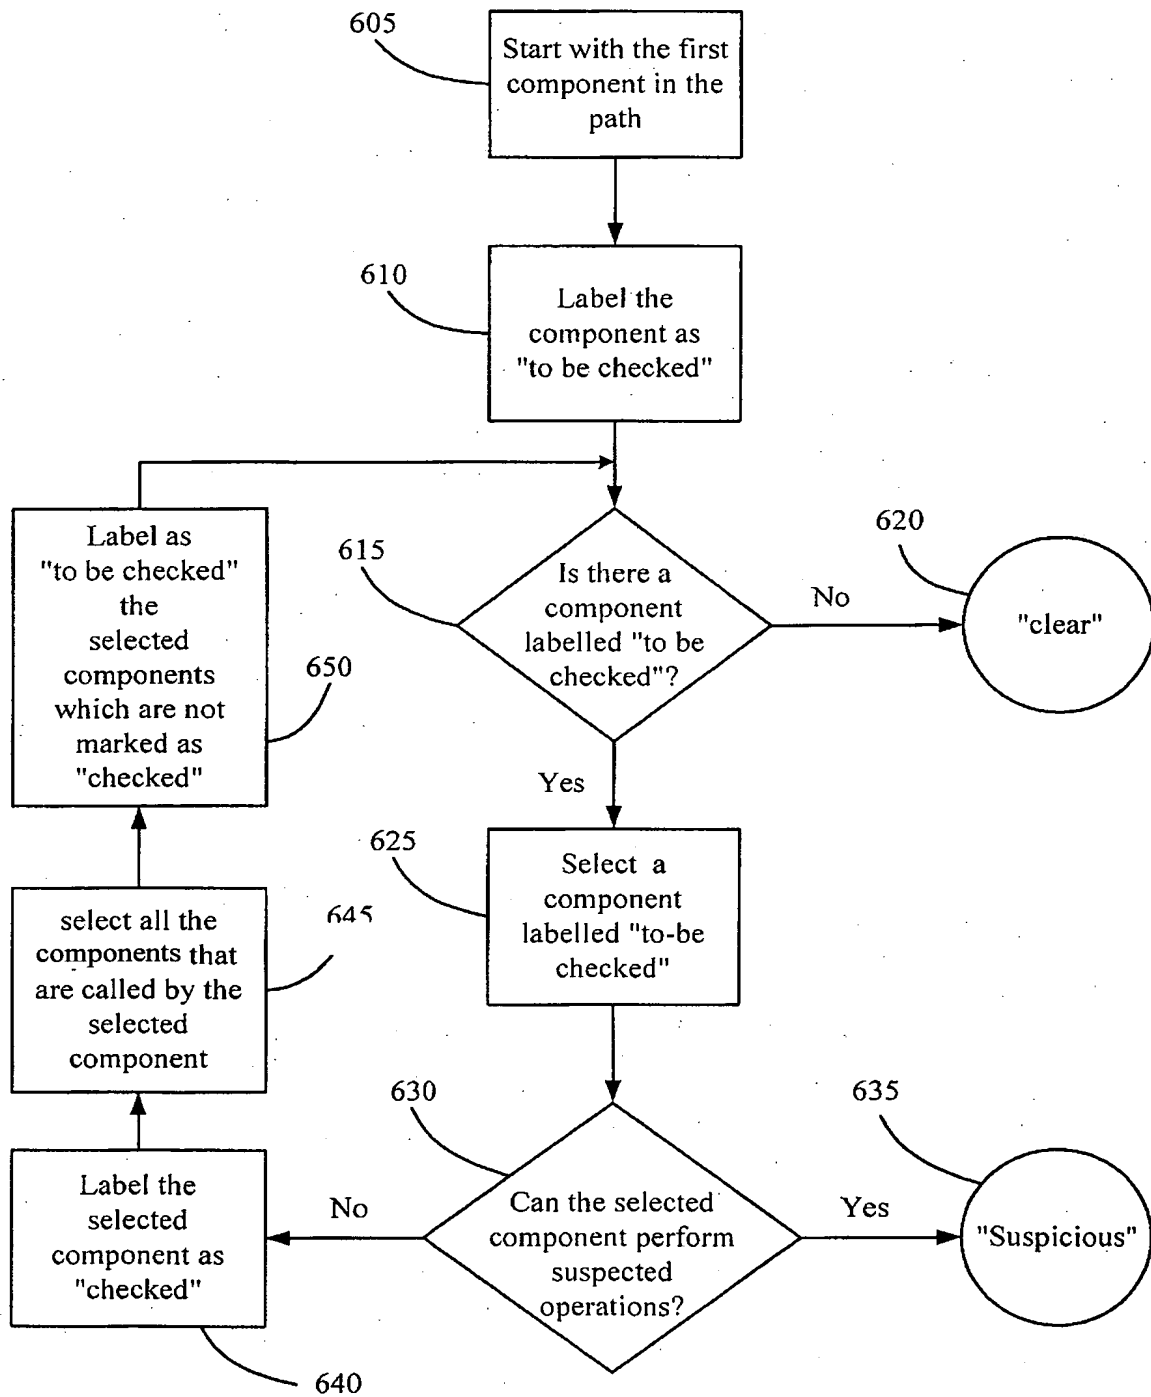 605
Start with the first
component in the
path
610
Label the
component as
"to be checked"
Label as
"to be checked"
the
selected
components
which are not
marked as
"checked"
650
615
Is there a
component
labelled "to be
checked"?
No
620
"clear"
Yes
625
Select a
component
labelled "to-be
checked"
select all the
components that
are called by the
selected
component
645
630
Can the selected
component perform
suspected
operations?
Yes
635
"Suspicious"
No
Label the
selected
component as
"checked"
640